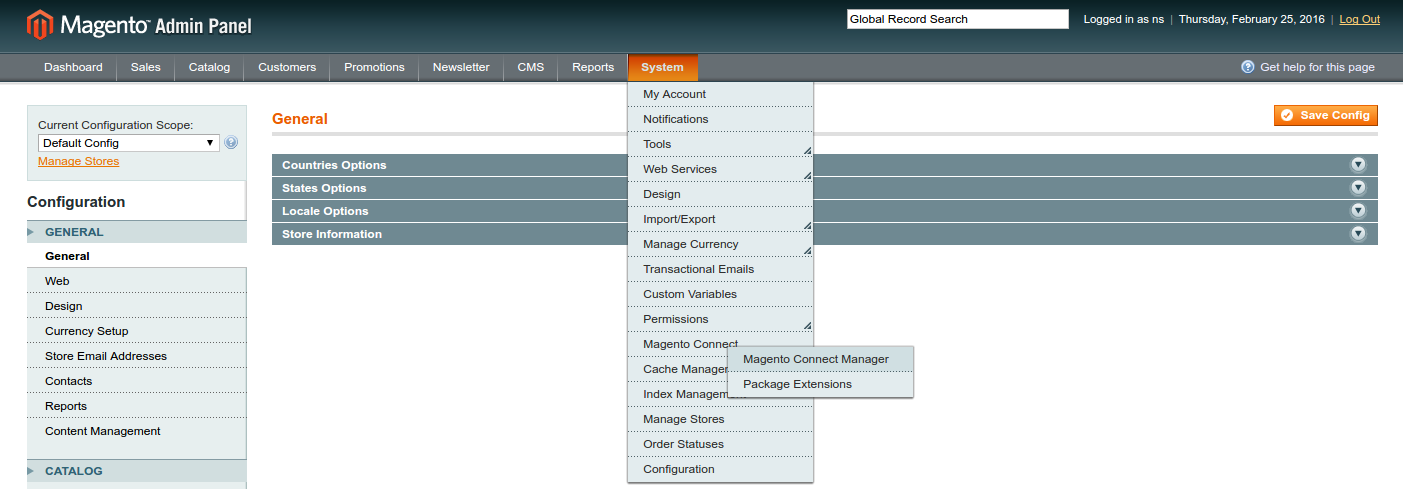 Magento™ Admin Panel
Global Record Search
Logged in as ns | Thursday, February 25, 2016 | Log Out
Dashboard Sales Catalog Customers Promotions Newsletter CMS Reports System
Get help for this page
Current Configuration Scope:
Default Config
Manage Stores
Configuration
GENERAL
General
Web
Design
Currency Setup
Store Email Addresses
Contacts
Reports
Content Management
CATALOG
General
Save Config
Countries Options
States Options
Locale Options
Store Information
My Account
Notifications
Tools
Web Services
Design
Import/Export
Manage Currency
Transactional Emails
Custom Variables
Permissions
Magento Connect
Magento Connect Manager
Package Extensions
Cache Manager
Index Managem
Manage Stores
Order Statuses
Configuration